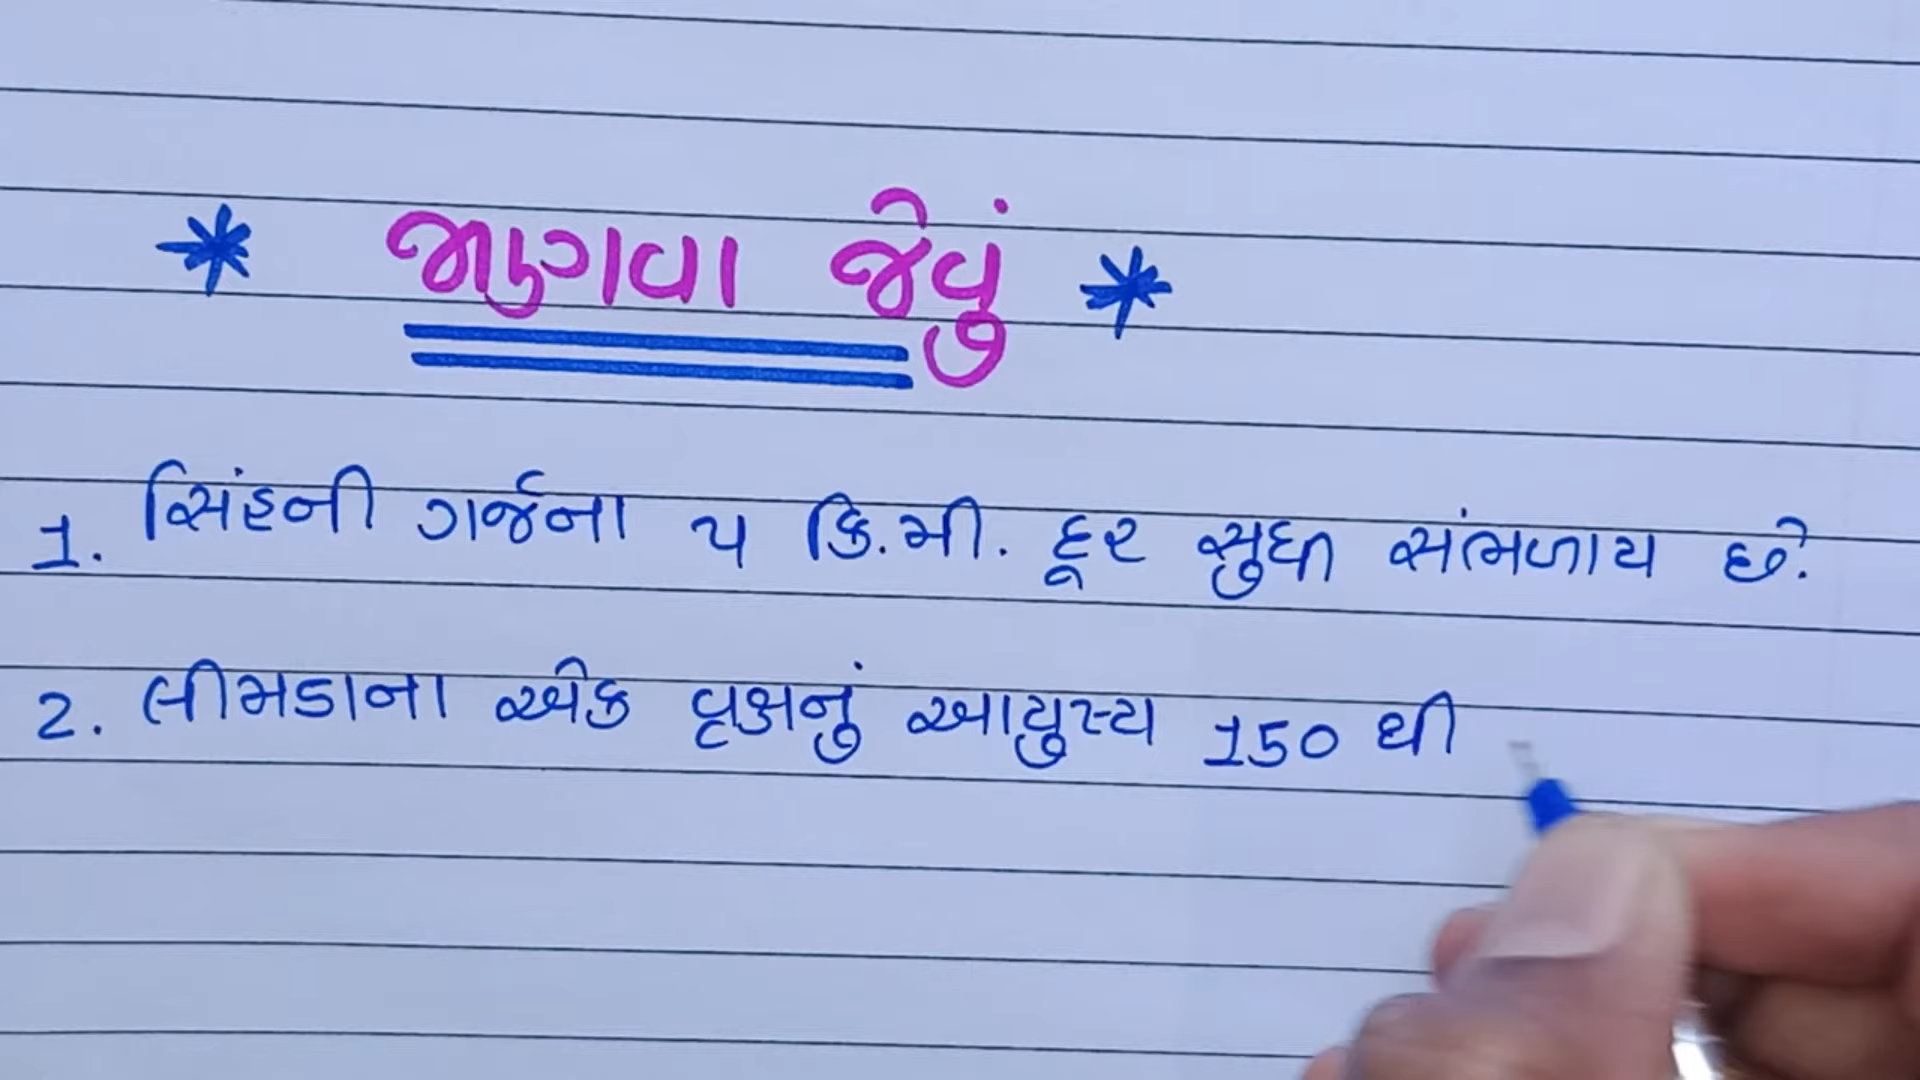 * જાણવા જેવું *
1. સિંહની ગર્જના ૫ કિ.મી. દૂર સુધી સંભળાય છે.
2. લીમડાના એક વૃક્ષનું આયુસ્ય 150 થી